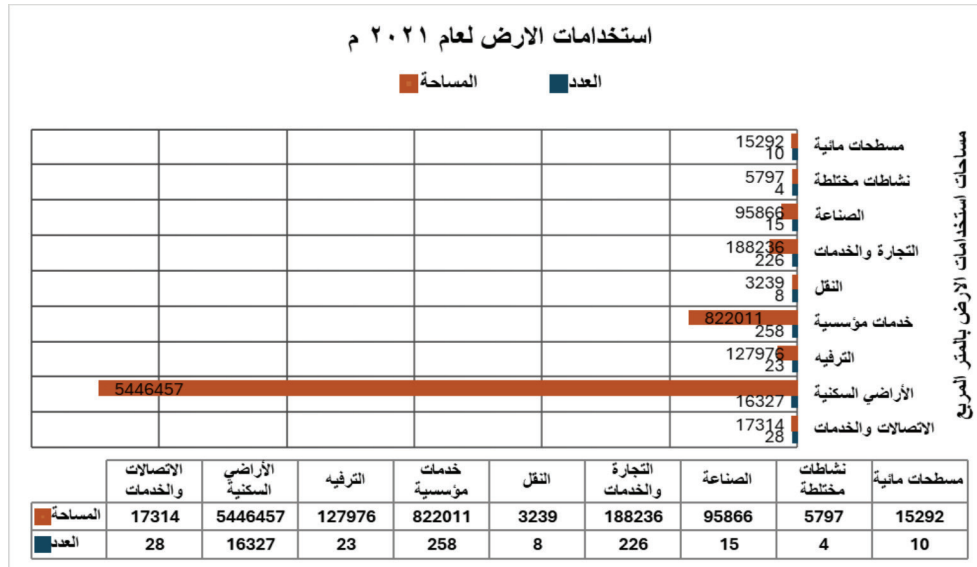 استخدامات الارض لعام ٢٠٢١ م
العدد
المساحة
مساحات استخدامات الارض بالمتر المربع
مسطحات مائية
15292
10
نشاطات مختلطة
5797
4
الصناعة
95866
15
التجارة والخدمات
188236
226
النقل
3239
8
خدمات مؤسسية
822011
258
الترفيه
127976
23
الأراضي السكنية
5446457
16327
الاتصالات والخدمات
17314
28
مسطحات مائية
نشاطات
مختلطة
الصناعة
التجارة
والخدمات
النقل
خدمات
مؤسسية
الترفيه
الأراضي
السكنية
الاتصالات
والخدمات
المساحة 17314 5446457 127976 822011 3239 188236 95866 5797 15292
العدد 28 16327 23 258 8 226 15 4 10